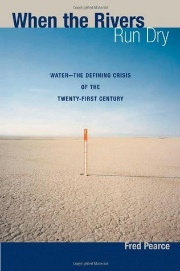 When the Rivers
Run Dry
WATER—THE DEFINING CRISIS
OF THE
TWENTY-FIRST CENTURY
Fred Pearce